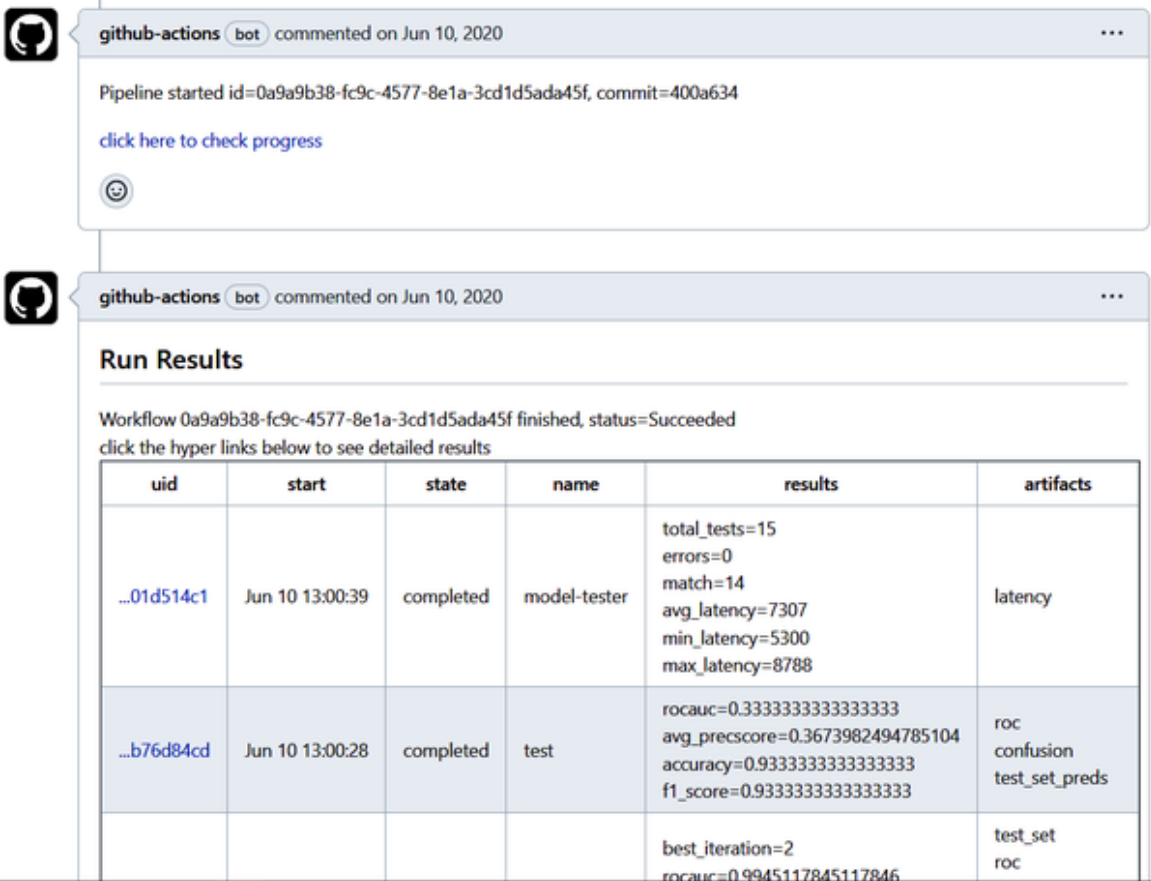 github-actions bot commented on Jun 10, 2020
...
Pipeline started id=0a9a9b38-fc9c-4577-8e1a-3cd1d5ada45f, commit=400a634
click here to check progress
github-actions bot commented on Jun 10, 2020
...
Run Results
Workflow 0a9a9b38-fc9c-4577-8e1a-3cd1d5ada45f finished, status=Succeeded
click the hyper links below to see detailed results
uid start state name results artifacts
...01d514c1 Jun 10 13:00:39 completed model-tester
total_tests=15
errors=0
match=14
avg_latency=7307
min_latency=5300
max_latency=8788
latency
...b76d84cd Jun 10 13:00:28 completed test
rocauc=0.3333333333333333
avg_precscore=0.3673982494785104
accuracy=0.9333333333333333
f1_score=0.9333333333333333
roc
confusion
test_set_preds
best_iteration=2
rocauc=0.9945117845117846
test_set
roc